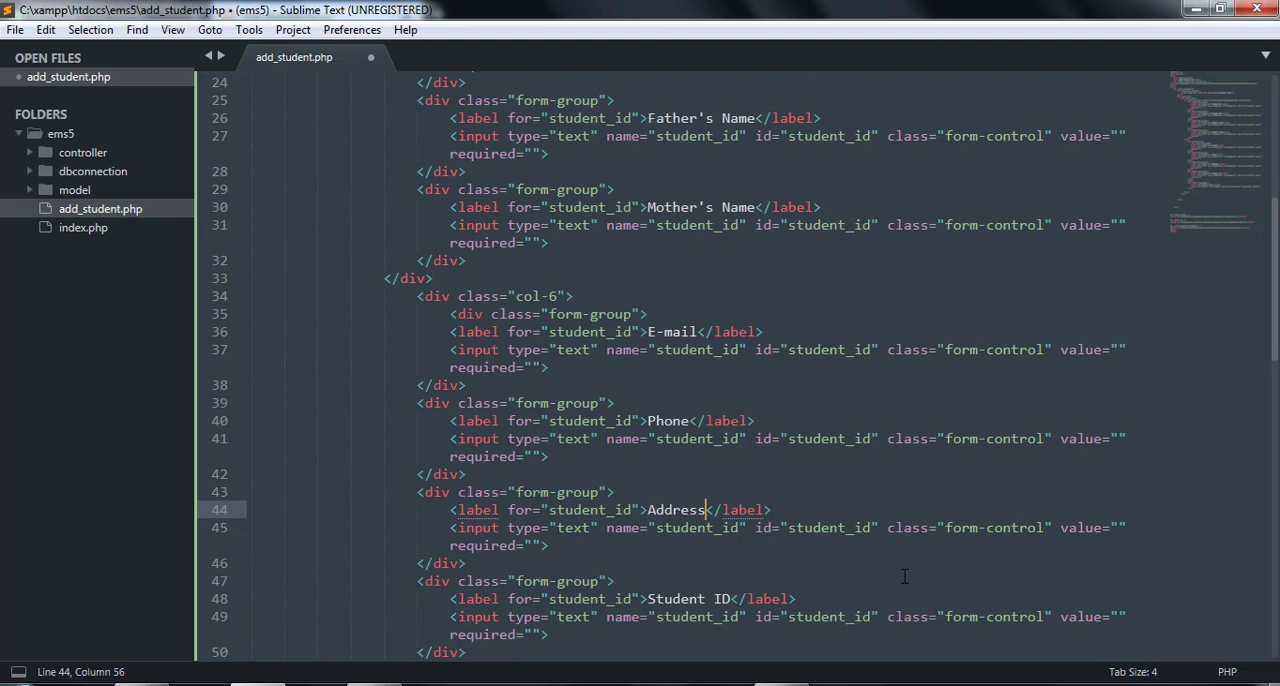 C:\xampp\htdocs\ems5\add_student.php • (ems5) - Sublime Text (UNREGISTERED)
File Edit Selection Find View Goto Tools Project Preferences Help
OPEN FILES
add_student.php
FOLDERS
ems5
controller
dbconnection
model
add_student.php
index.php
add_student.php
24 </div>
25 <div class="form-group">
26 <label for="student_id">Father's Name</label>
27 <input type="text" name="student_id" id="student_id" class="form-control" value=""
required="">
28 </div>
29 <div class="form-group">
30 <label for="student_id">Mother's Name</label>
31 <input type="text" name="student_id" id="student_id" class="form-control" value=""
required="">
32 </div>
33 </div>
34 <div class="col-6">
35 <div class="form-group">
36 <label for="student_id">E-mail</label>
37 <input type="text" name="student_id" id="student_id" class="form-control" value=""
required="">
38 </div>
39 <div class="form-group">
40 <label for="student_id">Phone</label>
41 <input type="text" name="student_id" id="student_id" class="form-control" value=""
required="">
42 </div>
43 <div class="form-group">
44 <label for="student_id">Address</label>
45 <input type="text" name="student_id" id="student_id" class="form-control" value=""
required="">
46 </div>
47 <div class="form-group">
48 <label for="student_id">Student ID</label>
49 <input type="text" name="student_id" id="student_id" class="form-control" value=""
required="">
50 </div>
Line 44, Column 56
Tab Size: 4
PHP